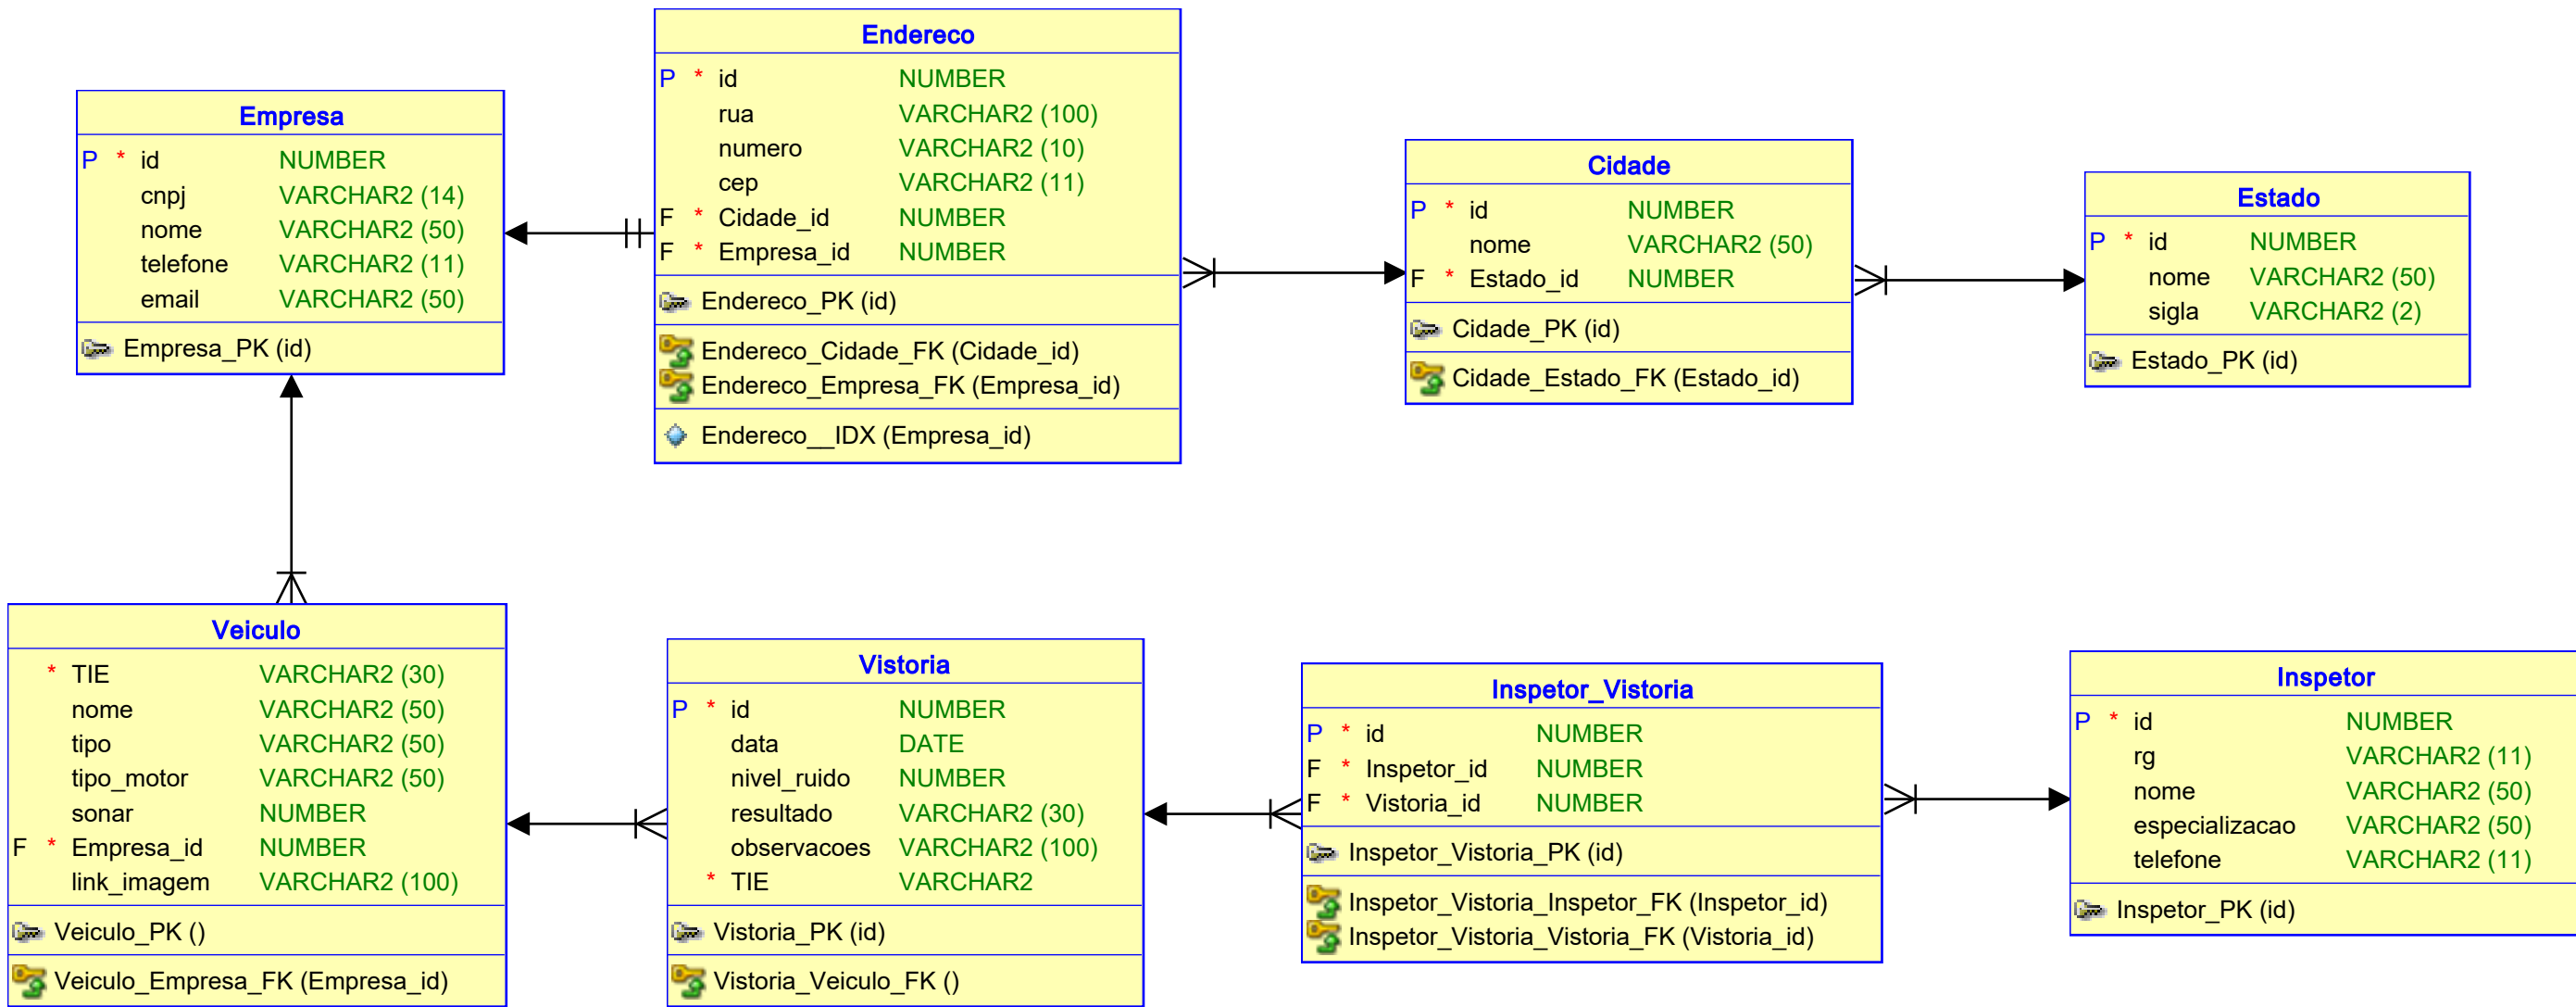 Empresa
P * id NUMBER
cnpj VARCHAR2 (14)
nome VARCHAR2 (50)
telefone VARCHAR2 (11)
email VARCHAR2 (50)
Empresa_PK (id)
Endereco
P * id NUMBER
rua VARCHAR2 (100)
numero VARCHAR2 (10)
cep VARCHAR2 (11)
F * Cidade_id NUMBER
F * Empresa_id NUMBER
Endereco_PK (id)
Endereco_Cidade_FK (Cidade_id)
Endereco_Empresa_FK (Empresa_id)
Endereco__IDX (Empresa_id)
Cidade
P * id NUMBER
nome VARCHAR2 (50)
F * Estado_id NUMBER
Cidade_PK (id)
Cidade_Estado_FK (Estado_id)
Estado
P * id NUMBER
nome VARCHAR2 (50)
sigla VARCHAR2 (2)
Estado_PK (id)
Veiculo
* TIE VARCHAR2 (30)
nome VARCHAR2 (50)
tipo VARCHAR2 (50)
tipo_motor VARCHAR2 (50)
sonar NUMBER
F * Empresa_id NUMBER
link_imagem VARCHAR2 (100)
Veiculo_PK ()
Veiculo_Empresa_FK (Empresa_id)
Vistoria
P * id NUMBER
data DATE
nivel_ruido NUMBER
resultado VARCHAR2 (30)
observacoes VARCHAR2 (100)
* TIE VARCHAR2
Vistoria_PK (id)
Vistoria_Veiculo_FK ()
Inspetor_Vistoria
P * id NUMBER
F * Inspetor_id NUMBER
F * Vistoria_id NUMBER
Inspetor_Vistoria_PK (id)
Inspetor_Vistoria_Inspetor_FK (Inspetor_id)
Inspetor_Vistoria_Vistoria_FK (Vistoria_id)
Inspetor
P * id NUMBER
rg VARCHAR2 (11)
nome VARCHAR2 (50)
especializacao VARCHAR2 (50)
telefone VARCHAR2 (11)
Inspetor_PK (id)